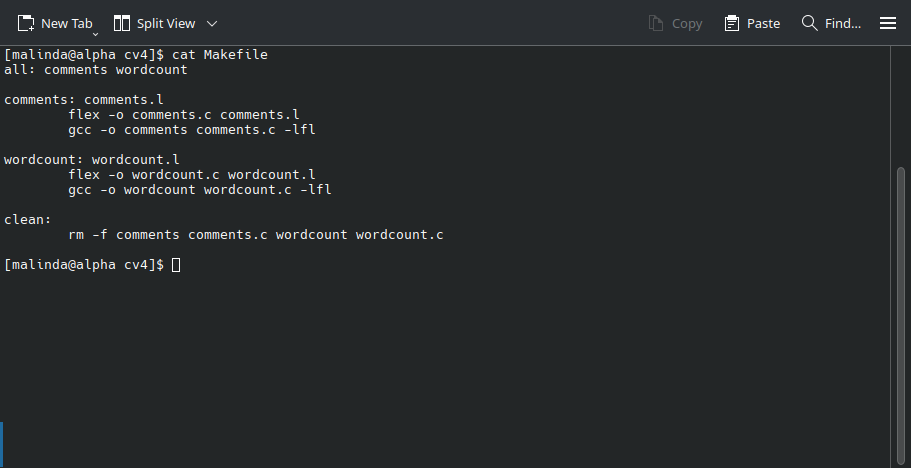 New Tab Split View Copy Paste Find...
[malinda@alpha cv4]$ cat Makefile
all: comments wordcount
comments: comments.l
flex -o comments.c comments.l
gcc -o comments comments.c -lfl
wordcount: wordcount.l
flex -o wordcount.c wordcount.l
gcc -o wordcount wordcount.c -lfl
clean:
rm -f comments comments.c wordcount wordcount.c
[malinda@alpha cv4]$